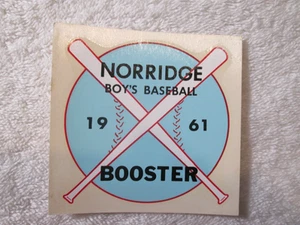 NORRIDGE
BOY'S BASEBALL
19 61
BOOSTER